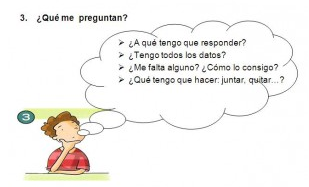 3. ¿Qué me preguntan?
➢ ¿A qué tengo que responder?
➢ ¿Tengo todos los datos?
➢ ¿Me falta alguno? ¿Cómo lo consigo?
➢ ¿Qué tengo que hacer: juntar, quitar...?
3